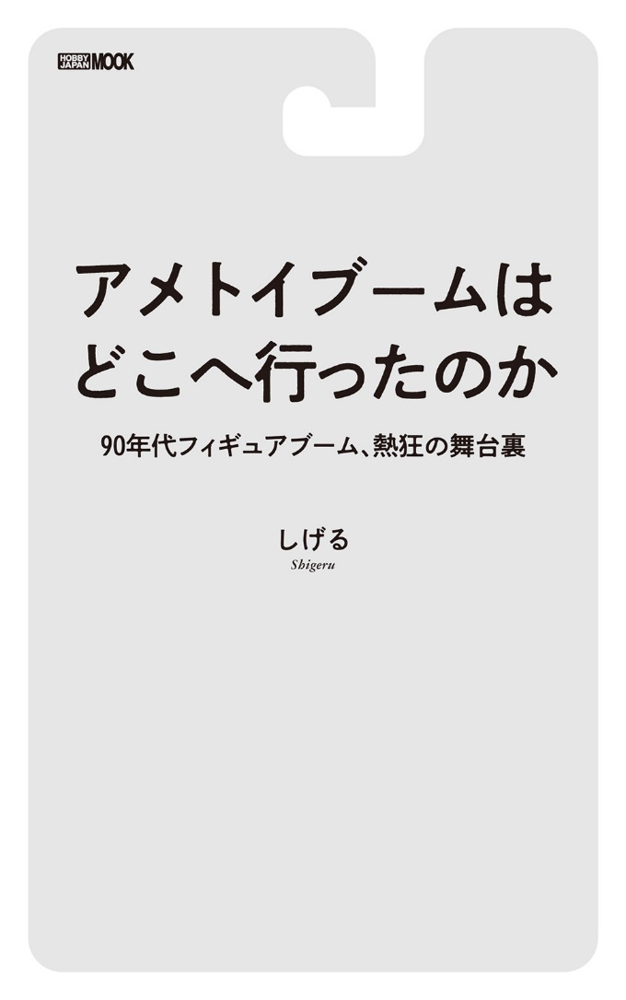 HOBBY JAPAN MOOK
アメトイブームは
どこへ行ったのか
90年代フィギュアブーム、熱狂の舞台裏
しげる
Shigeru